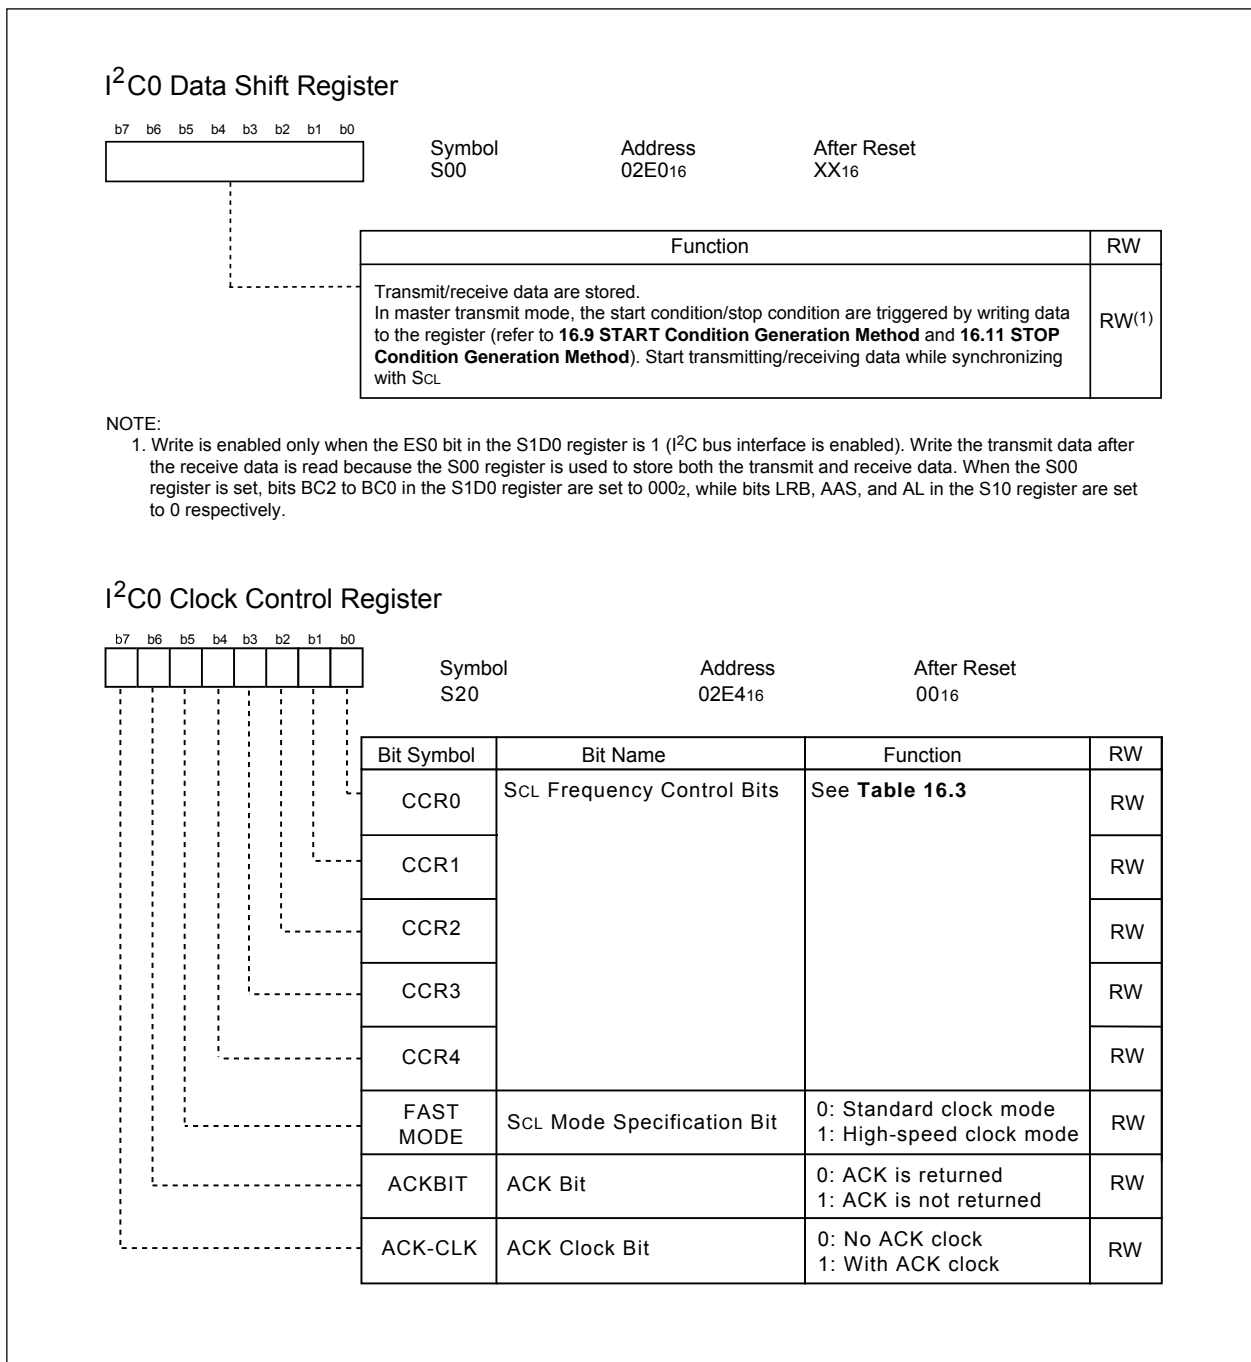 I2C0 Data Shift Register
b7 b6 b5 b4 b3 b2 b1 b0
Symbol Address After Reset
S00 02E016 XX16
Function RW
Transmit/receive data are stored.
In master transmit mode, the start condition/stop condition are triggered by writing data
to the register (refer to 16.9 START Condition Generation Method and 16.11 STOP
Condition Generation Method). Start transmitting/receiving data while synchronizing
with SCL
RW(1)
NOTE:
1. Write is enabled only when the ES0 bit in the S1D0 register is 1 (I2C bus interface is enabled). Write the transmit data after
the receive data is read because the S00 register is used to store both the transmit and receive data. When the S00
register is set, bits BC2 to BC0 in the S1D0 register are set to 0002, while bits LRB, AAS, and AL in the S10 register are set
to 0 respectively.
I2C0 Clock Control Register
b7 b6 b5 b4 b3 b2 b1 b0
Symbol Address After Reset
S20 02E416 0016
Bit Symbol Bit Name Function RW
CCR0 SCL Frequency Control Bits See Table 16.3 RW
CCR1 RW
CCR2 RW
CCR3 RW
CCR4 RW
FAST
MODE
SCL Mode Specification Bit
0: Standard clock mode
1: High-speed clock mode
RW
ACKBIT ACK Bit
0: ACK is returned
1: ACK is not returned
RW
ACK-CLK ACK Clock Bit
0: No ACK clock
1: With ACK clock
RW